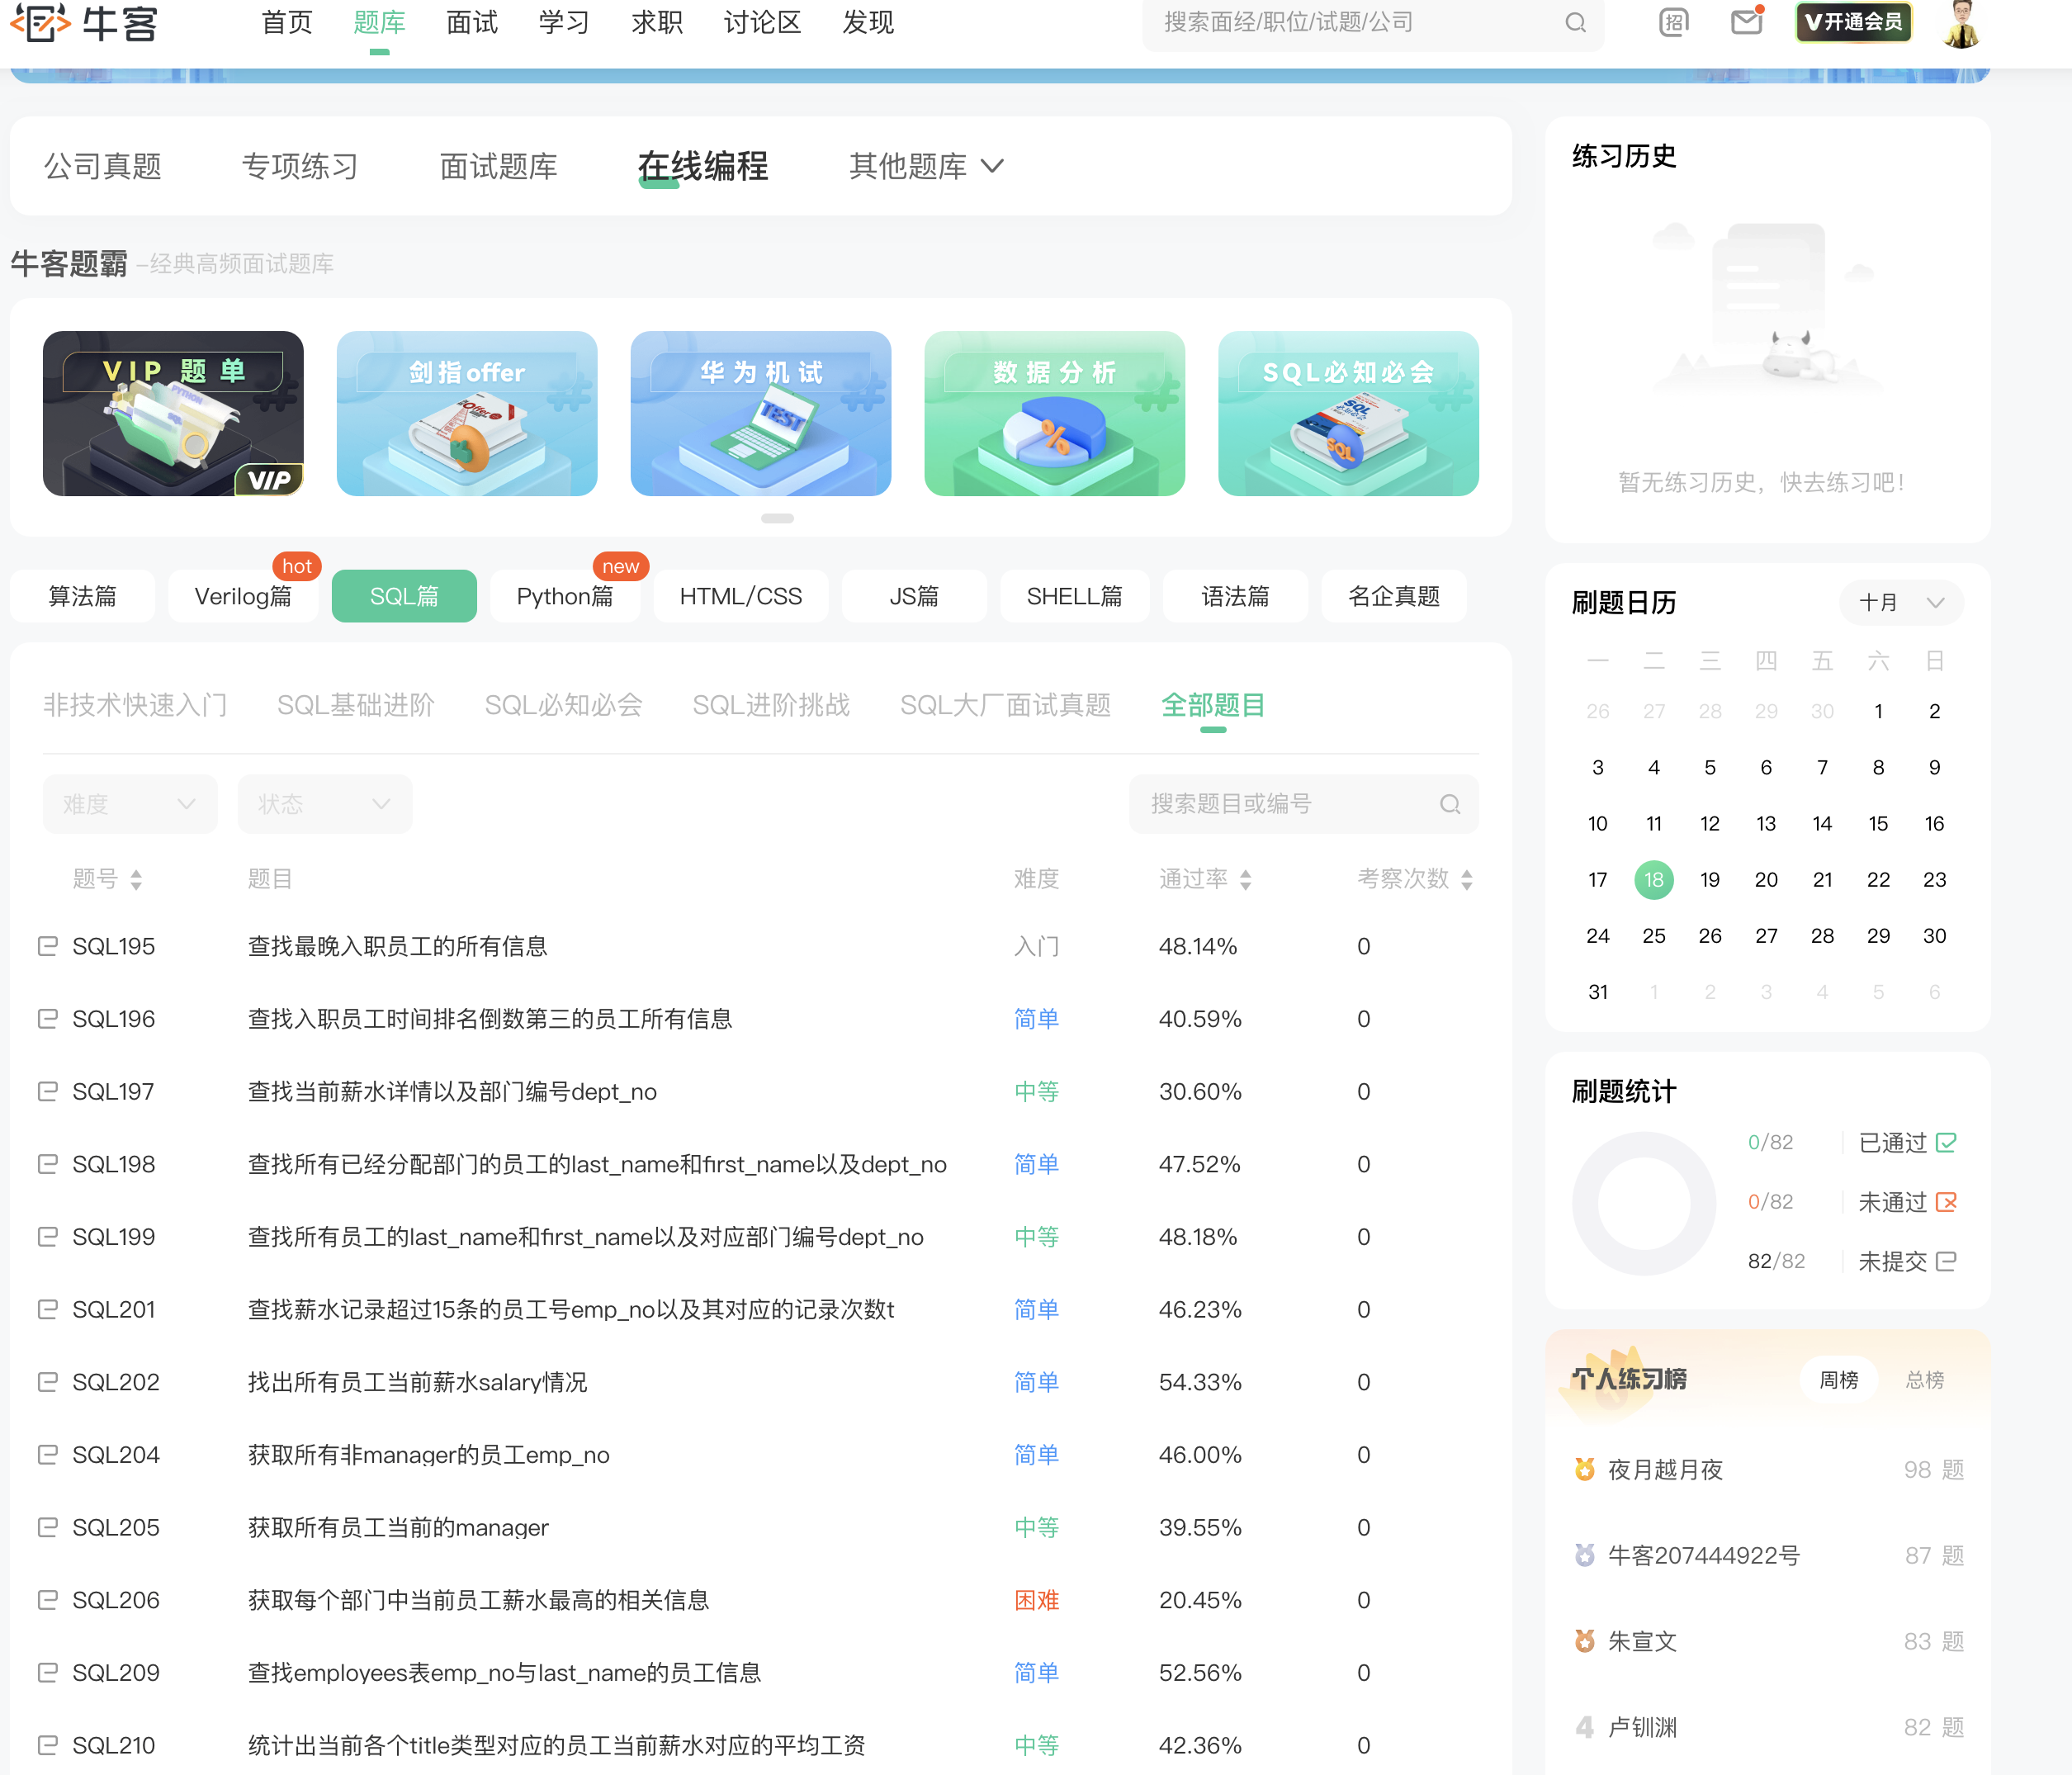 牛客 首页 题库 面试 学习 求职 讨论区 发现 搜索面经/职位/试题/公司 招 V开通会员
公司真题 专项练习 面试题库 在线编程 其他题库
牛客题霸 –经典高频面试题库
VIP 题单 VIP
剑指offer
华为机试 TEST
数据分析 %
SQL必知必会 SQL
算法篇 Verilog篇 hot SQL篇 Python篇 new HTML/CSS JS篇 SHELL篇 语法篇 名企真题
非技术快速入门 SQL基础进阶 SQL必知必会 SQL进阶挑战 SQL大厂面试真题 全部题目
难度 状态 搜索题目或编号
题号 题目 难度 通过率 考察次数
SQL195 查找最晚入职员工的所有信息 入门 48.14% 0
SQL196 查找入职员工时间排名倒数第三的员工所有信息 简单 40.59% 0
SQL197 查找当前薪水详情以及部门编号dept_no 中等 30.60% 0
SQL198 查找所有已经分配部门的员工的last_name和first_name以及dept_no 简单 47.52% 0
SQL199 查找所有员工的last_name和first_name以及对应部门编号dept_no 中等 48.18% 0
SQL201 查找薪水记录超过15条的员工号emp_no以及其对应的记录次数t 简单 46.23% 0
SQL202 找出所有员工当前薪水salary情况 简单 54.33% 0
SQL204 获取所有非manager的员工emp_no 简单 46.00% 0
SQL205 获取所有员工当前的manager 中等 39.55% 0
SQL206 获取每个部门中当前员工薪水最高的相关信息 困难 20.45% 0
SQL209 查找employees表emp_no与last_name的员工信息 简单 52.56% 0
SQL210 统计出当前各个title类型对应的员工当前薪水对应的平均工资 中等 42.36% 0
练习历史
暂无练习历史，快去练习吧！
刷题日历 十月
一 二 三 四 五 六 日
26 27 28 29 30 1 2
3 4 5 6 7 8 9
10 11 12 13 14 15 16
17 18 19 20 21 22 23
24 25 26 27 28 29 30
31 1 2 3 4 5 6
刷题统计
0/82 已通过
0/82 未通过
82/82 未提交
个人练习榜 周榜 总榜
夜月越月夜 98 题
牛客207444922号 87 题
朱宣文 83 题
4 卢钏渊 82 题